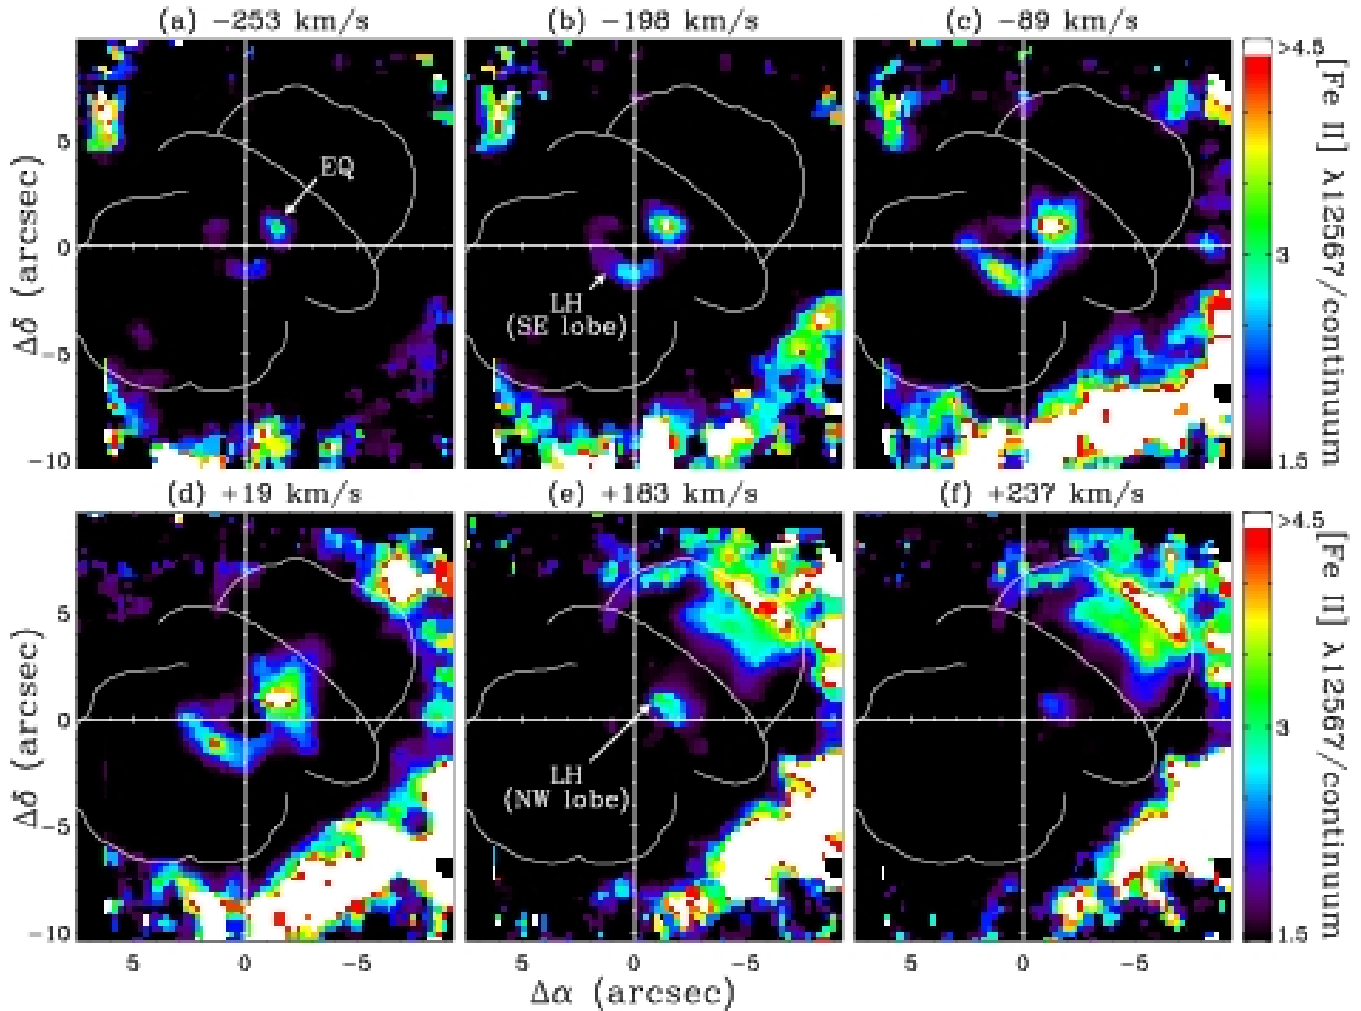 (a) −253 km/s
(b) −198 km/s
(c) −89 km/s
>4.5
3
1.5
[Fe II] λ12567/continuum
5
0
−5
−10
Δδ (arcsec)
EQ
LH
(SE lobe)
(d) +19 km/s
(e) +183 km/s
(f) +237 km/s
>4.5
3
1.5
[Fe II] λ12567/continuum
5
0
−5
−10
Δδ (arcsec)
LH
(NW lobe)
5 0 −5
5 0 −5
5 0 −5
Δα (arcsec)